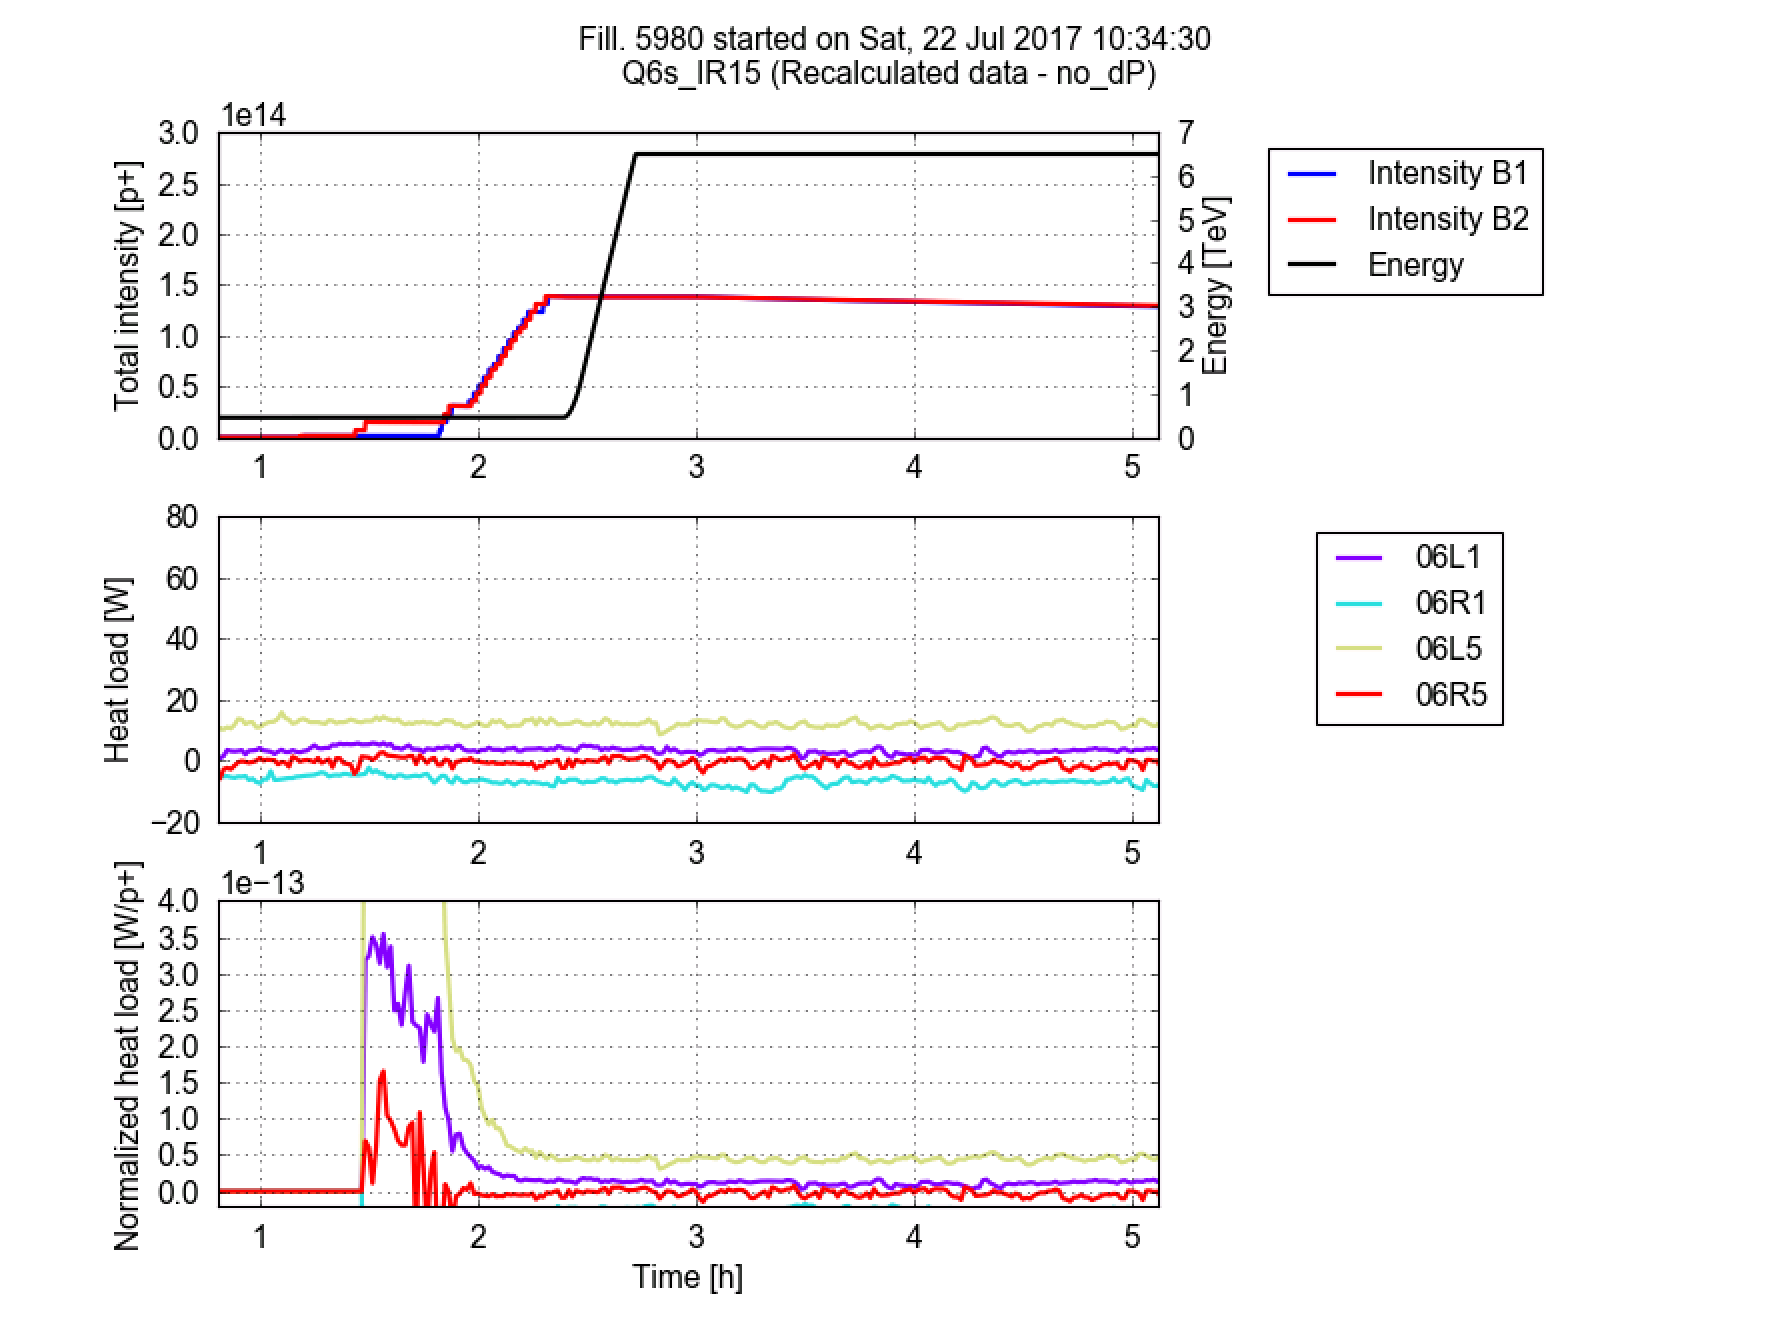 Fill. 5980 started on Sat, 22 Jul 2017 10:34:30
Q6s_IR15 (Recalculated data - no_dP)
1e14
3.0
2.5
2.0
1.5
1.0
0.5
0.0
Total intensity [p+]
7
6
5
4
3
2
1
0
Energy [TeV]
1 2 3 4 5
Intensity B1
Intensity B2
Energy
80
60
40
20
0
−20
Heat load [W]
1 2 3 4 5
06L1
06R1
06L5
06R5
1e−13
4.0
3.5
3.0
2.5
2.0
1.5
1.0
0.5
0.0
Normalized heat load [W/p+]
1 2 3 4 5
Time [h]